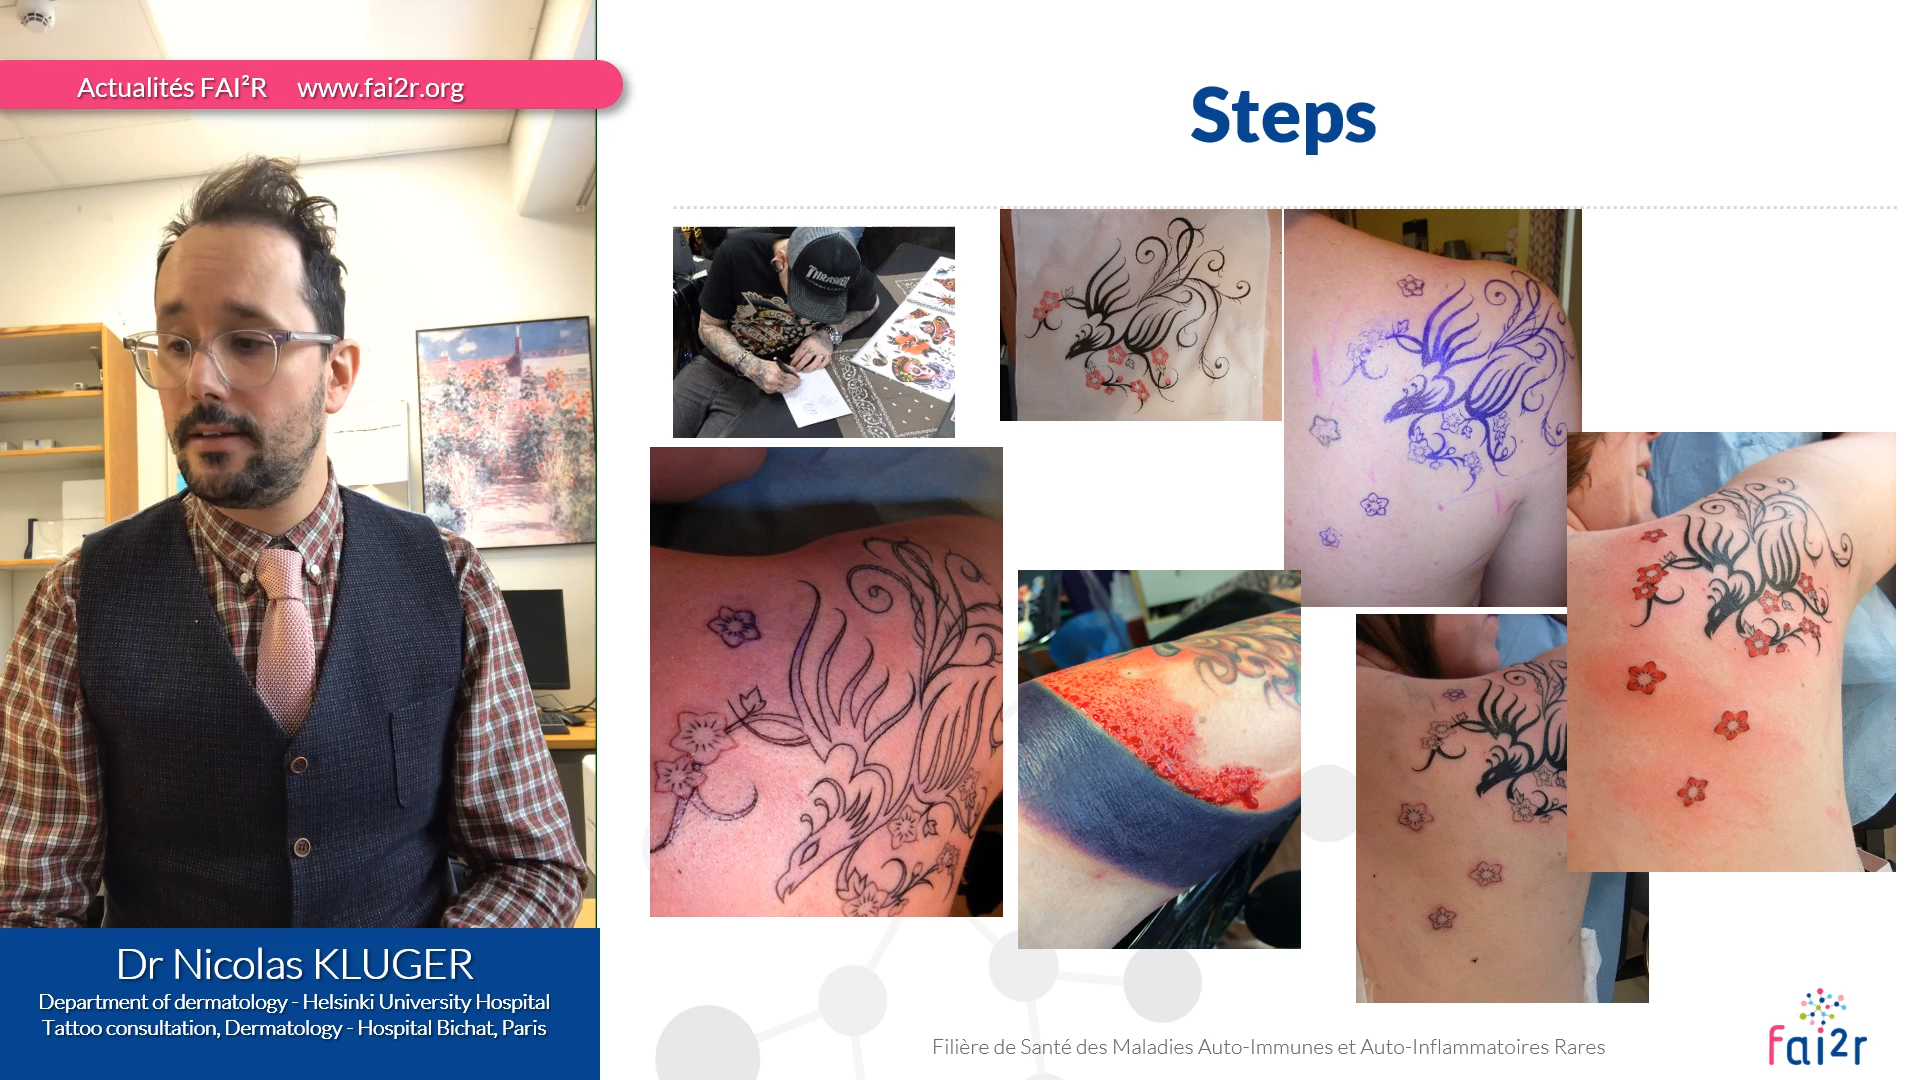 Actualités FAI²R www.fai2r.org
Steps
THRASHER
Dr Nicolas KLUGER
Department of dermatology - Helsinki University Hospital
Tattoo consultation, Dermatology - Hospital Bichat, Paris
Filière de Santé des Maladies Auto-Immunes et Auto-Inflammatoires Rares
fai2r